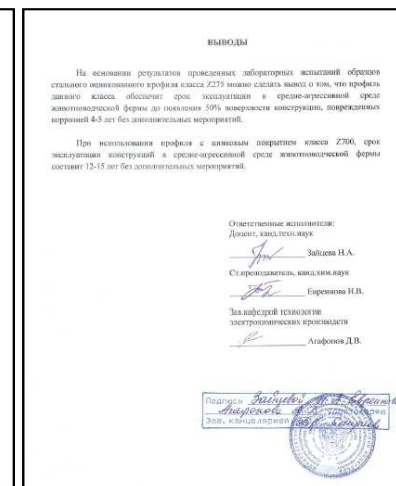 ВЫВОДЫ
На основании результатов проведенных лабораторных испытаний образцов
стального оцинкованного профиля класса Z275 можно сделать вывод о том, что профиль
данного класса обеспечит срок эксплуатации в средне-агрессивной среде
животноводческой фермы до появления 50% поверхности конструкции, поврежденных
коррозией 4-5 лет без дополнительных мероприятий.
При использовании профиля с цинковым покрытием класса Z700, срок
эксплуатации конструкций в средне-агрессивной среде животноводческой фермы
составит 12-15 лет без дополнительных мероприятий.
Ответственные исполнители:
Доцент, канд.техн.наук
Зайцева Н.А.
Ст.преподаватель, канд.хим.наук
Евреинова Н.В.
Зав.кафедрой технологии
электрохимических производств
Агафонов Д.В.
Подпись Зайцевой Н.А. Евреиновой
Агафонова Д.В.
Зав. канцелярией